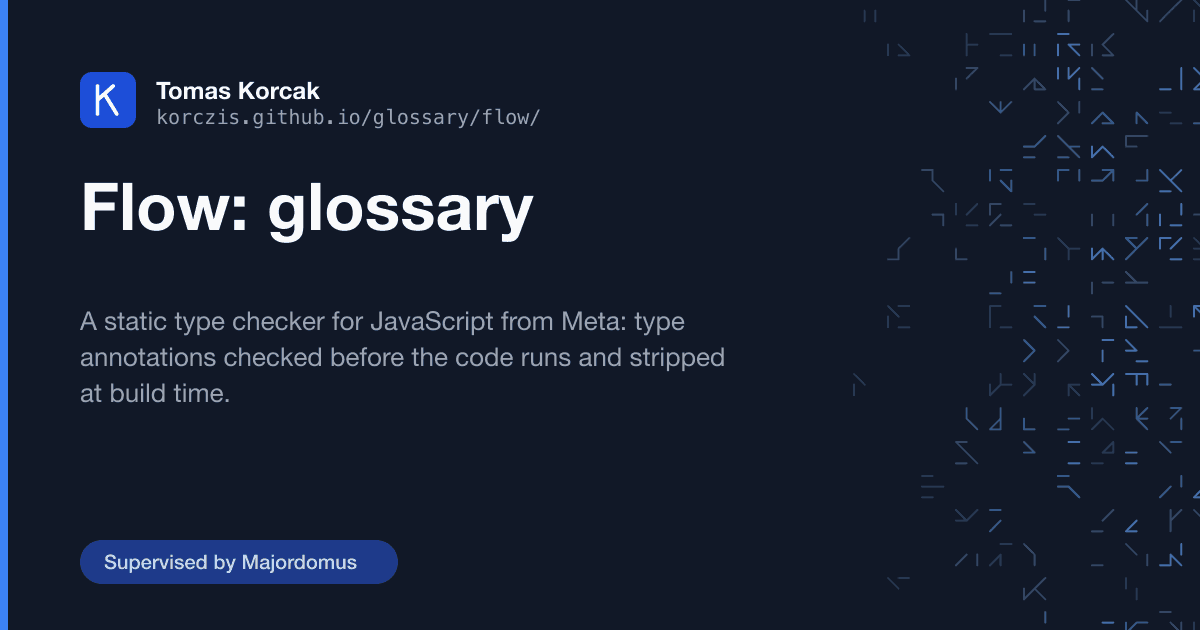 K
Tomas Korcak
korczis.github.io/glossary/flow/
Flow: glossary
A static type checker for JavaScript from Meta: type
annotations checked before the code runs and stripped
at build time.
Supervised by Majordomus